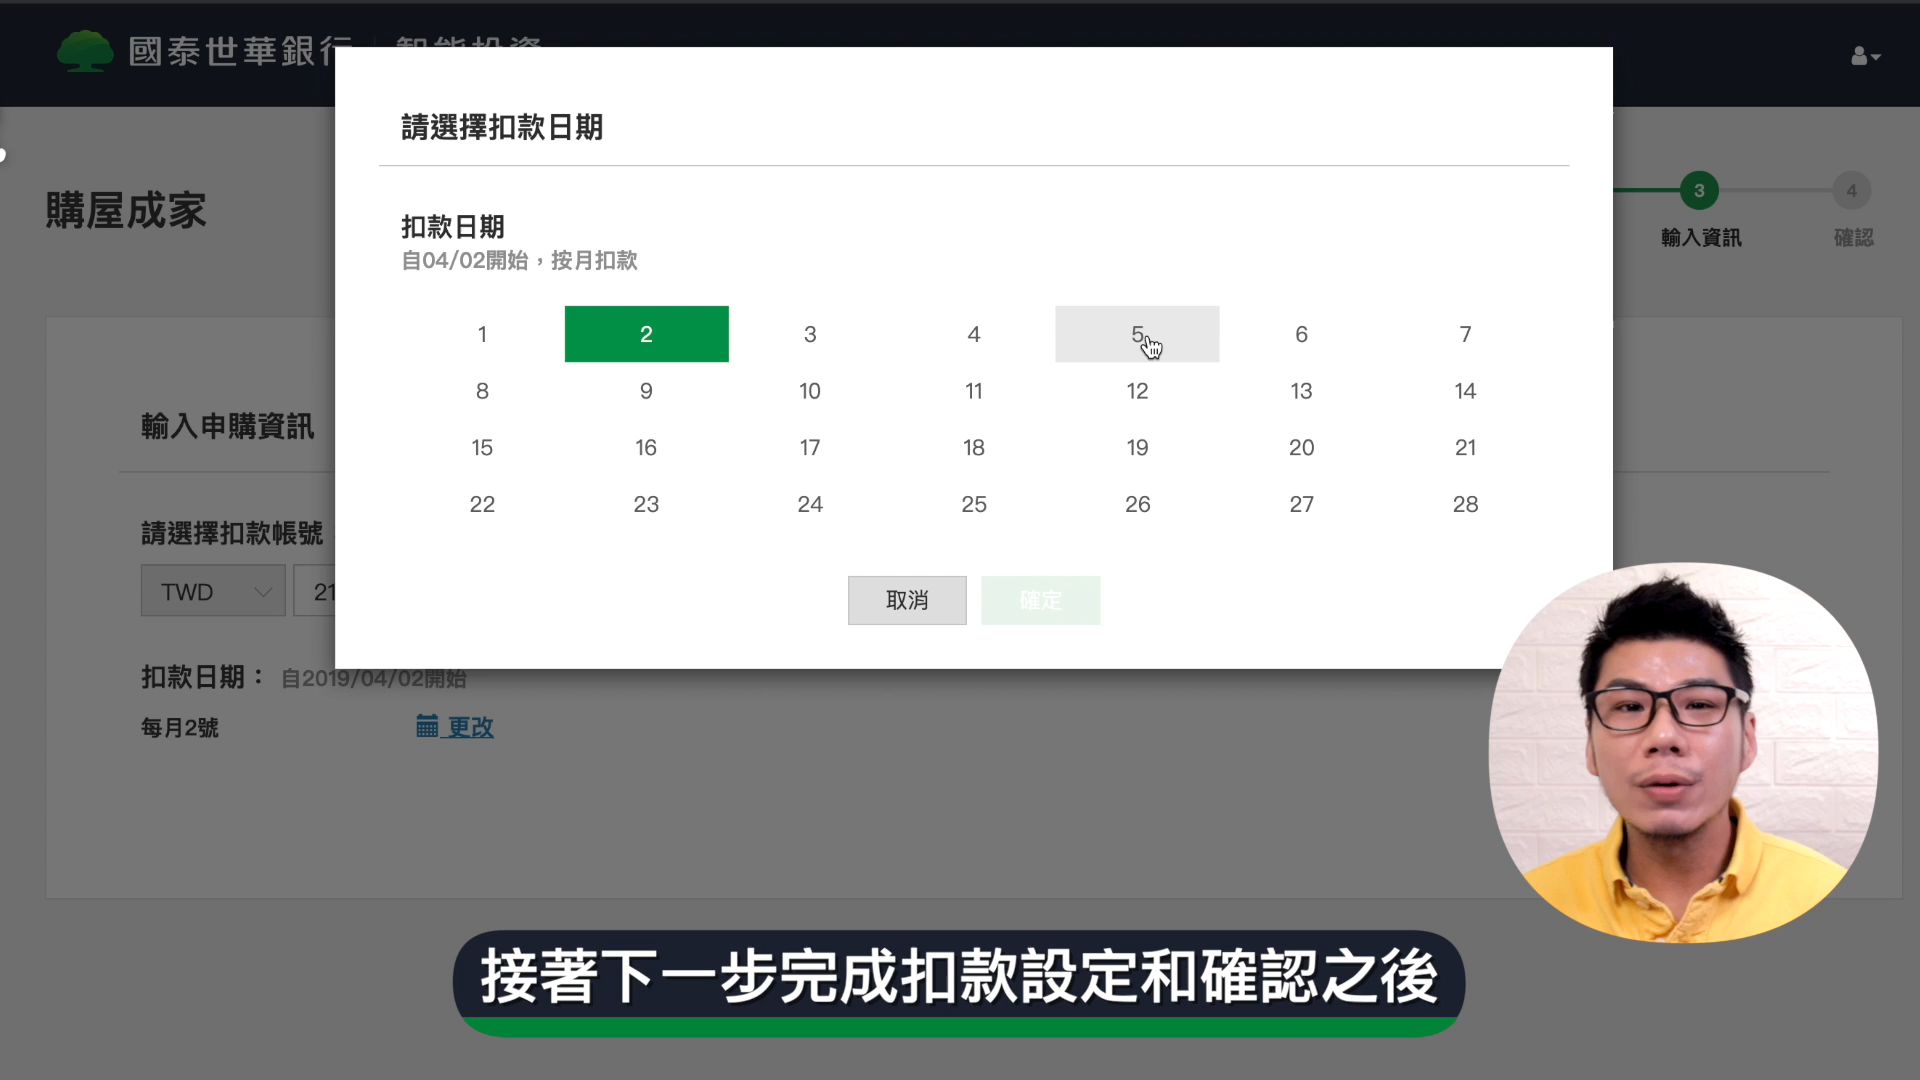 國泰世華銀行 | 智能投資
請選擇扣款日期
購屋成家
3
4
輸入資訊
確認
扣款日期
自04/02開始，按月扣款
1 2 3 4 5 6 7
8 9 10 11 12 13 14
15 16 17 18 19 20 21
22 23 24 25 26 27 28
輸入申購資訊
請選擇扣款帳號
TWD
21
取消
確定
扣款日期： 自2019/04/02開始
每月2號
更改
接著下一步完成扣款設定和確認之後